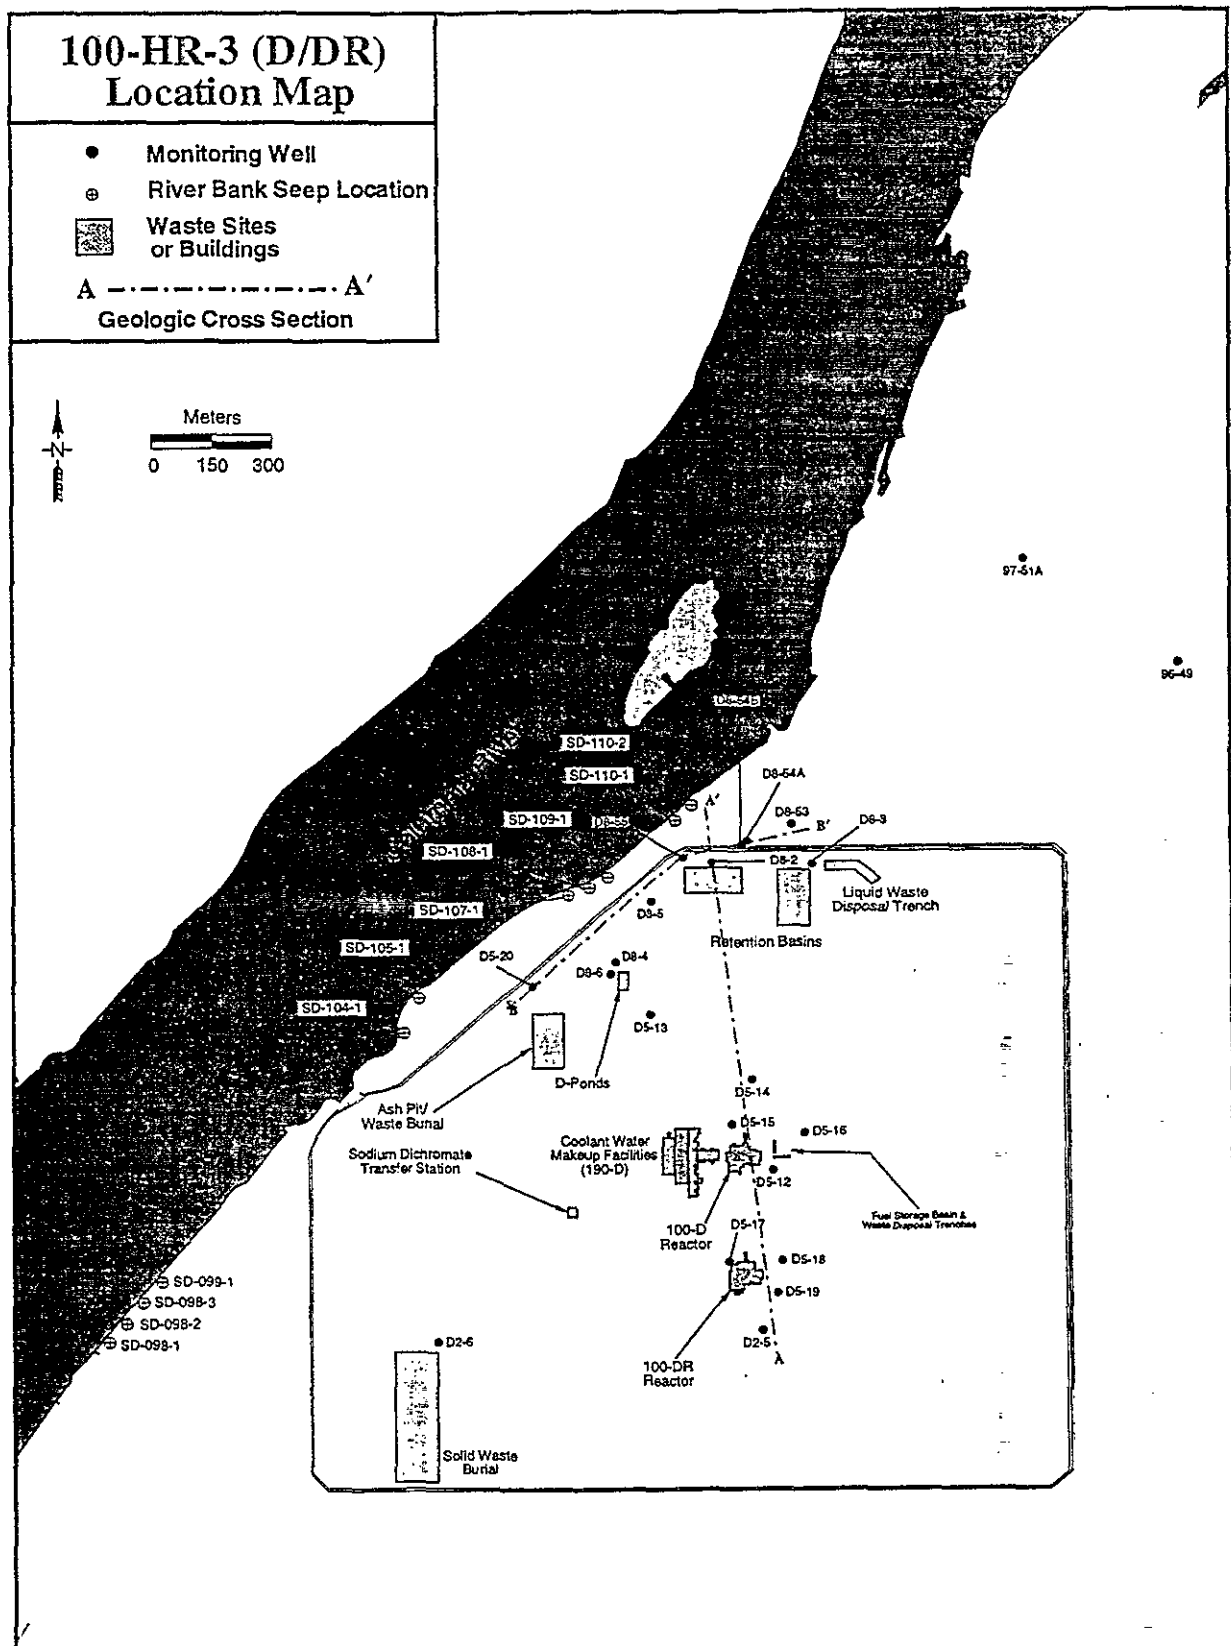 100-HR-3 (D/DR)
Location Map
Monitoring Well
River Bank Seep Location
Waste Sites
or Buildings
A A'
Geologic Cross Section
N
Meters
0 150 300
97-51A
96-49
SD-110-2
SD-110-1
D8-54A
D8-53
B'
D8-3
A'
SD-109-1
SD-108-1
D8-2
Liquid Waste
Disposal Trench
SD-107-1
Retention Basins
SD-105-1
D5-20
D8-4
D8-6
SD-104-1
B
D5-13
D-Ponds
D5-14
Ash Pit/
Waste Burial
D5-15
D5-16
Sodium Dichromate
Transfer Station
Coolant Water
Makeup Facilities
(190-D)
D5-12
Fuel Storage Basin &
Waste Disposal Trenches
D5-17
100-D
Reactor
D5-18
SD-099-1
SD-098-3
D5-19
SD-098-2
SD-098-1
D2-6
D2-5
A
100-DR
Reactor
Solid Waste
Burial